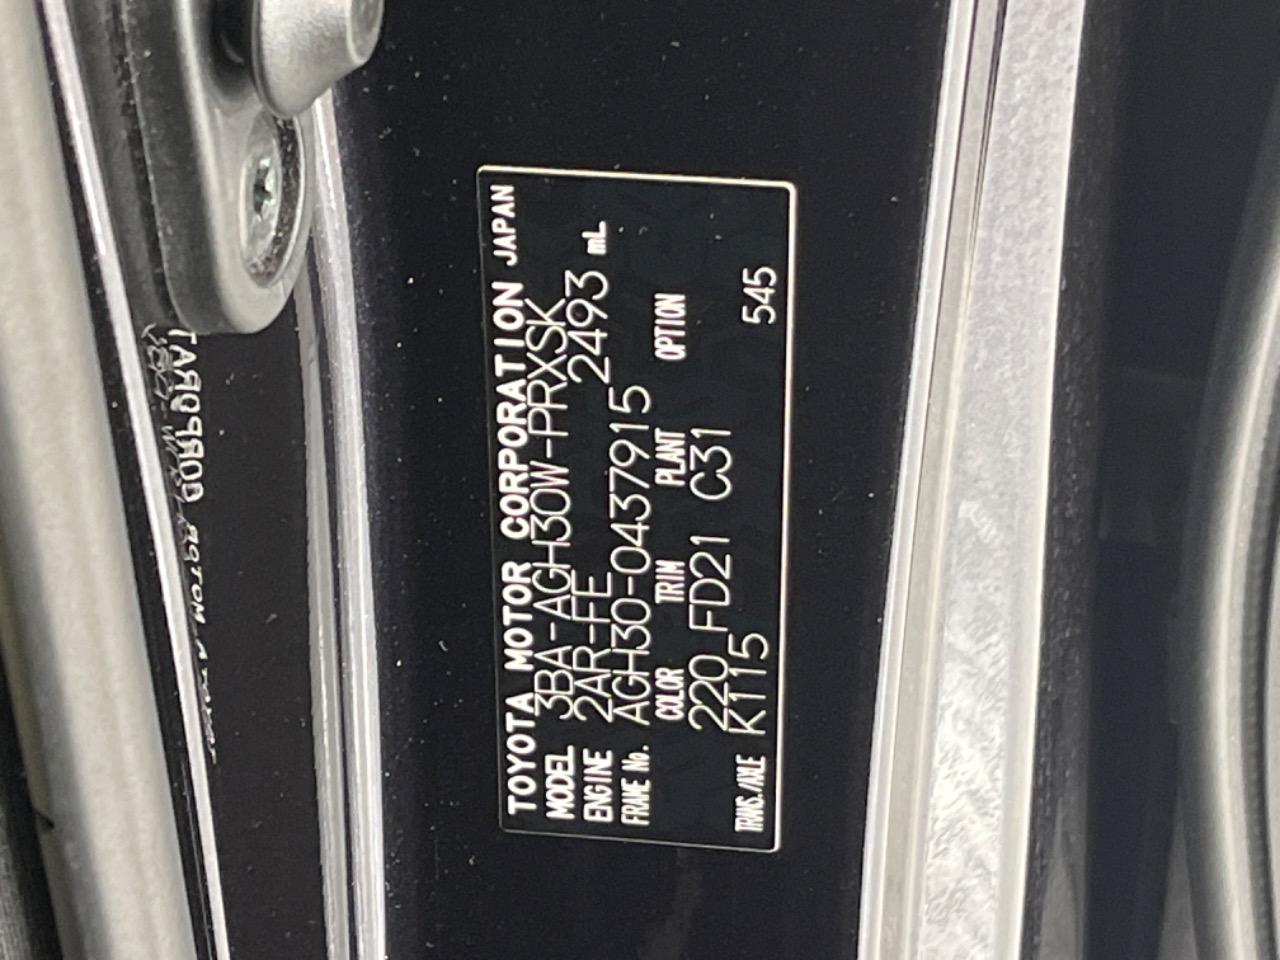 TOYOTA MOTOR CORPORATION JAPAN
MODEL 3BA-AGH30W-PRXSK
ENGINE 2AR-FE 2493 mL
FRAME No. AGH30-0437915
COLOR TRIM PLANT OPTION
220 FD21 C31
TRANS./AXLE K115 545